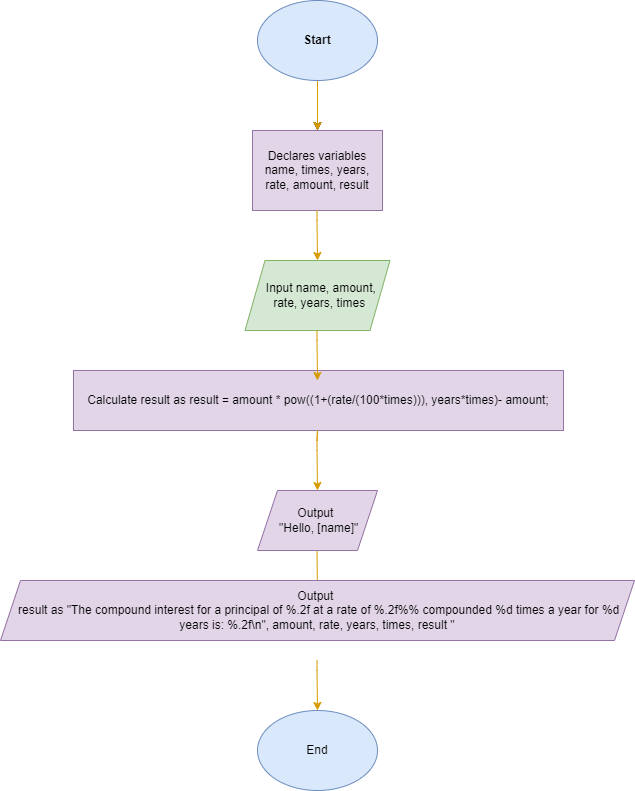 Start
Declares variables
name, times, years,
rate, amount, result
Input name, amount,
rate, years, times
Calculate result as result = amount * pow((1+(rate/(100*times))), years*times)- amount;
Output
"Hello, [name]"
Output
result as "The compound interest for a principal of %.2f at a rate of %.2f%% compounded %d times a year for %d
years is: %.2f\n", amount, rate, years, times, result "
End